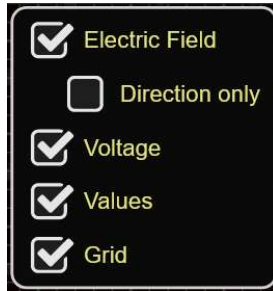 Electric Field
Direction only
Voltage
Values
Grid